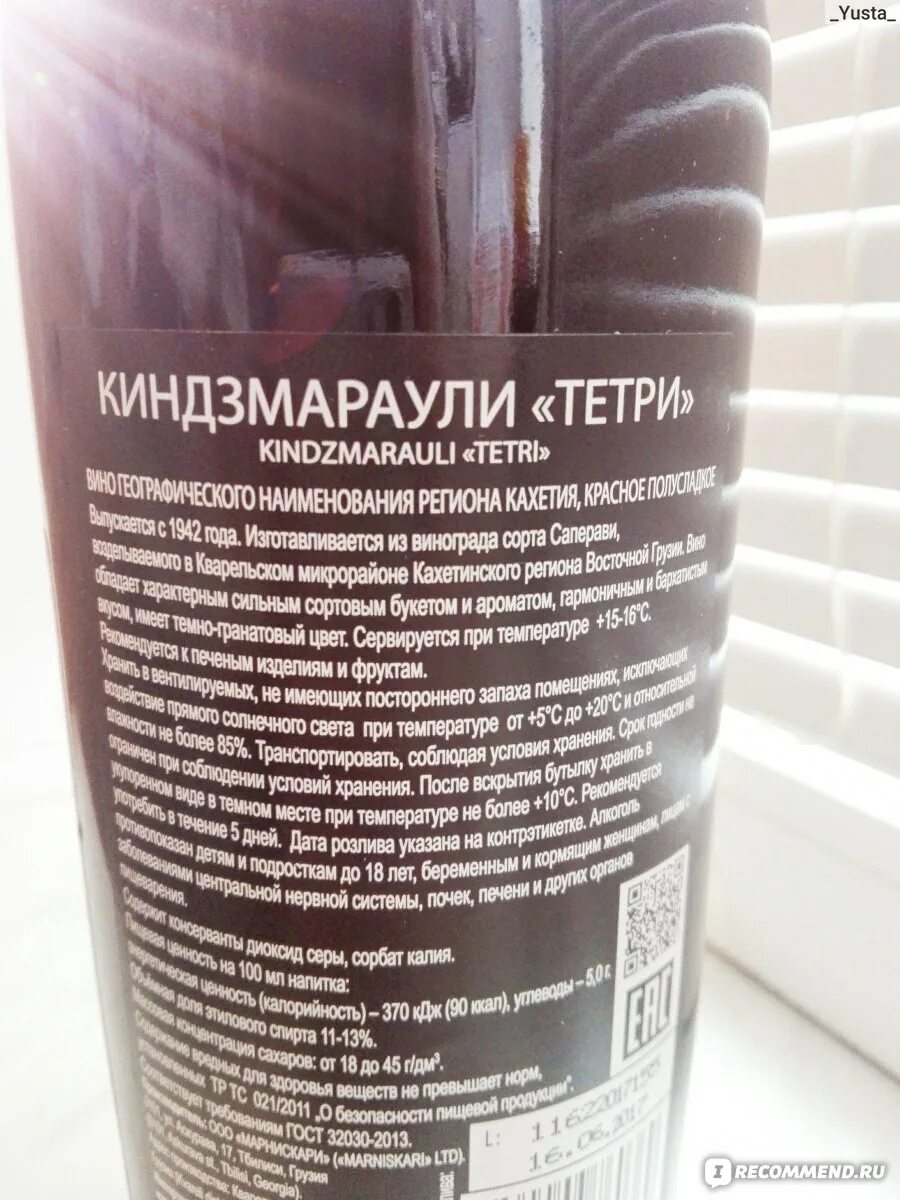 _Yusta_
КИНДЗМАРАУЛИ «ТЕТРИ»
KINDZMARAULI «TETRI»
ВИНО ГЕОГРАФИЧЕСКОГО НАИМЕНОВАНИЯ РЕГИОНА КАХЕТИЯ, КРАСНОЕ ПОЛУСЛАДКОЕ
Выпускается с 1942 года. Изготавливается из винограда сорта Саперави,
возделываемого в Кварельском микрорайоне Кахетинского региона Восточной Грузии. Вино
обладает характерным сильным сортовым букетом и ароматом, гармоничным и бархатистым
вкусом, имеет темно-гранатовый цвет. Сервируется при температуре +15-16°С.
Рекомендуется к печеным изделиям и фруктам.
Хранить в вентилируемых, не имеющих постороннего запаха помещениях, исключающих
воздействие прямого солнечного света при температуре от +5°С до +20°С и относительной
влажности не более 85%. Транспортировать, соблюдая условия хранения. Срок годности не
ограничен при соблюдении условий хранения. После вскрытия бутылку хранить в
укупоренном виде в темном месте при температуре не более +10°С. Рекомендуется
употребить в течение 5 дней. Дата розлива указана на контрэтикетке. Алкоголь
противопоказан детям и подросткам до 18 лет, беременным и кормящим женщинам, лицам с
заболеваниями центральной нервной системы, почек, печени и других органов
пищеварения.
Содержит консерванты диоксид серы, сорбат калия.
Пищевая ценность на 100 мл напитка:
энергетическая ценность (калорийность) – 370 кДж (90 ккал), углеводы – 5,0 г.
Объёмная доля этилового спирта 11-13%.
Массовая концентрация сахаров: от 18 до 45 г/дм³.
Содержание вредных для здоровья веществ не превышает норм,
установленных ТР ТС 021/2011 „О безопасности пищевой продукции".
Соответствует требованиям ГОСТ 32030-2013.
Производитель: ООО «МАРНИСКАРИ» («MARNISKARI» LTD).
ул. Аскурава, 17, Тбилиси, Грузия
Tbilisi, Georgia).
EAC
L: 11622017155
16.06.2017
IRECOMMEND.RU